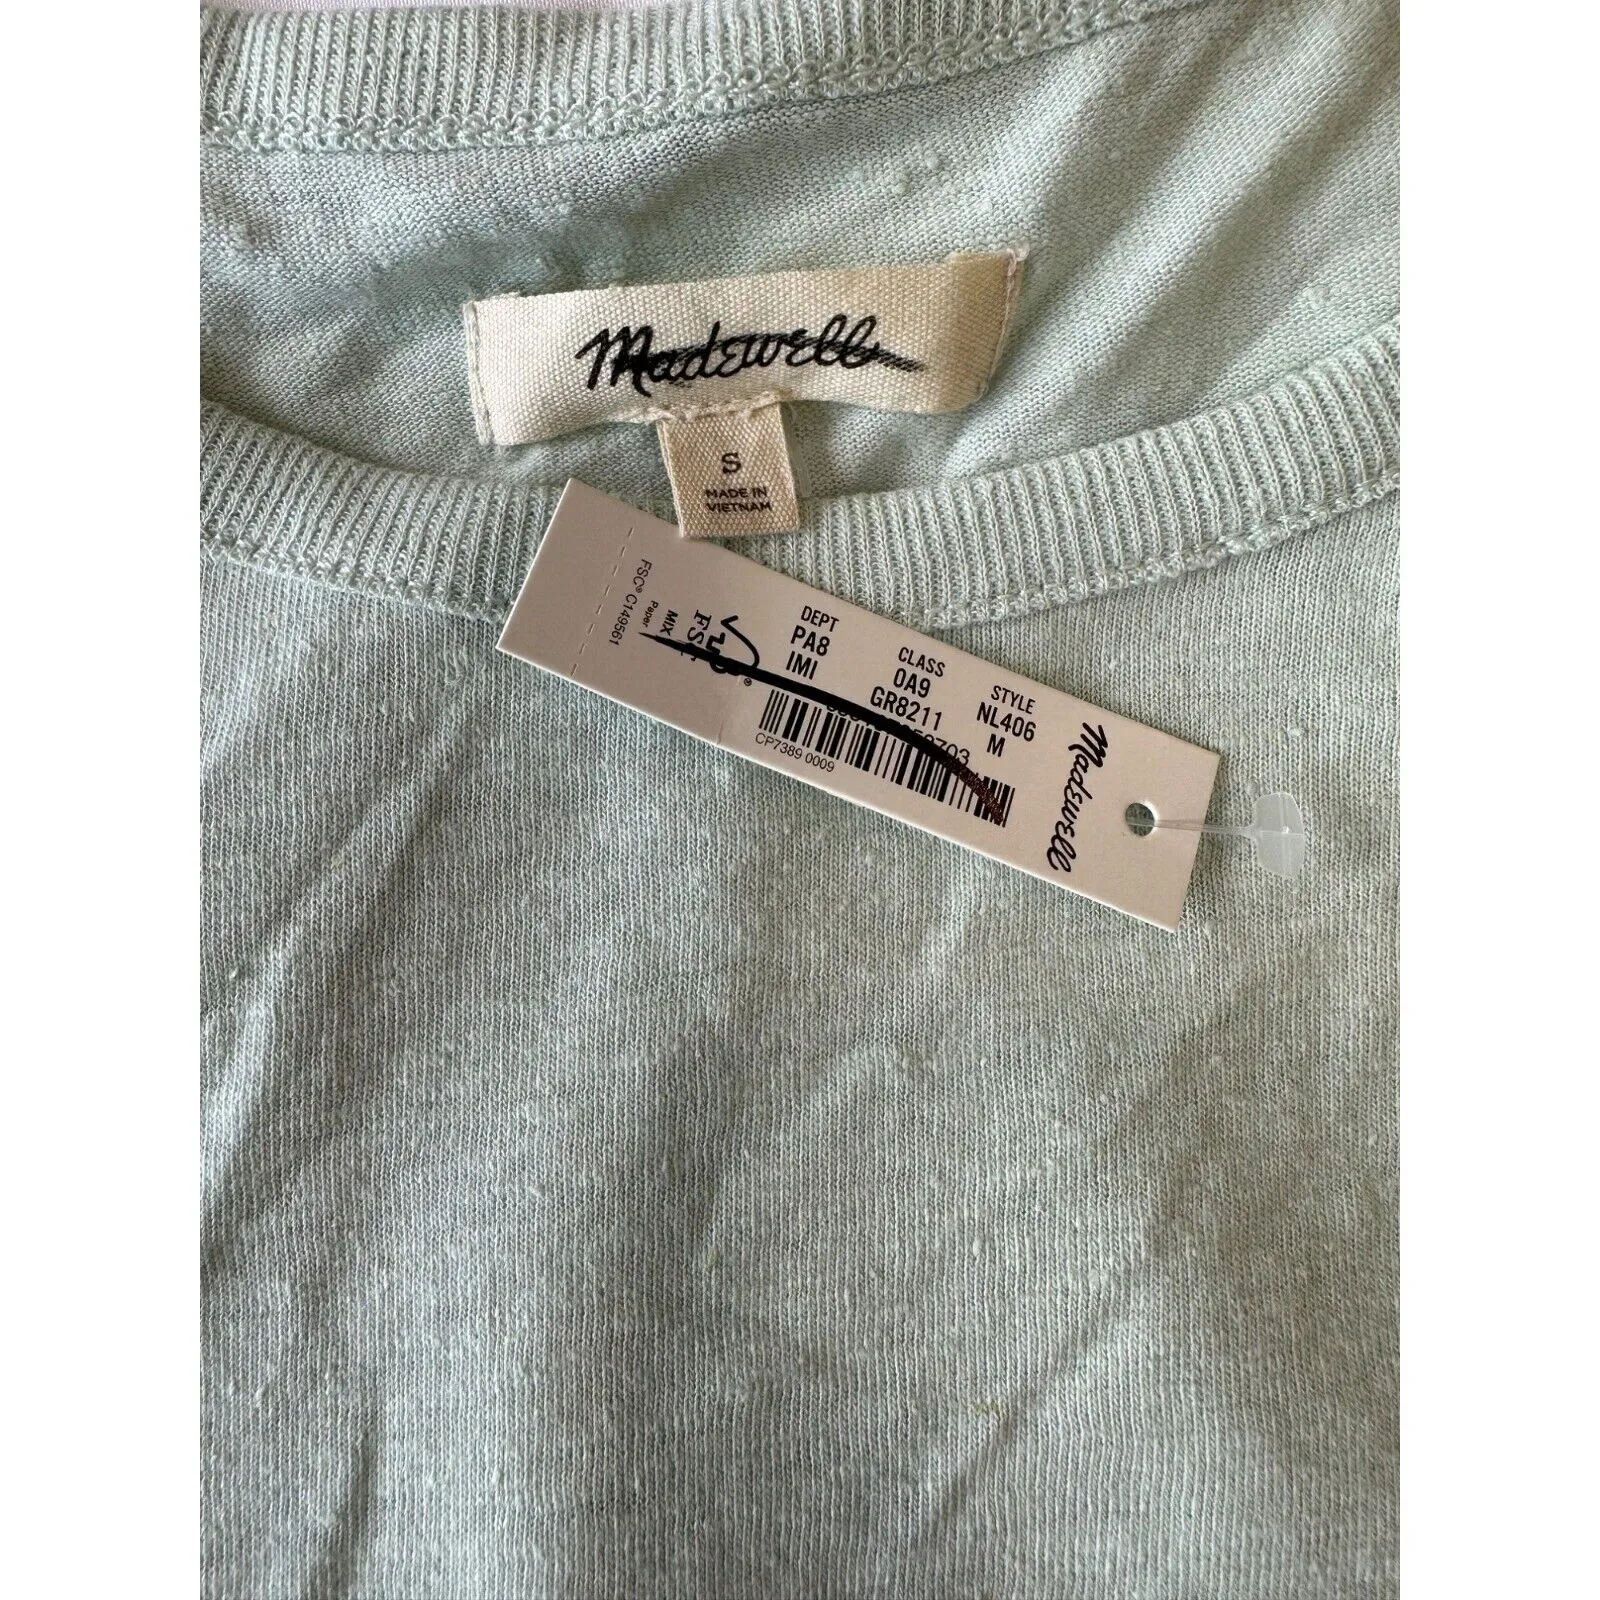 Madewell
S
MADE IN
VIETNAM
FSC® C149561
Paper
MIX
DEPT
PA8
IMI
CLASS
0A9
GR8211
STYLE
NL406
M
CP7389 0009
Madewell